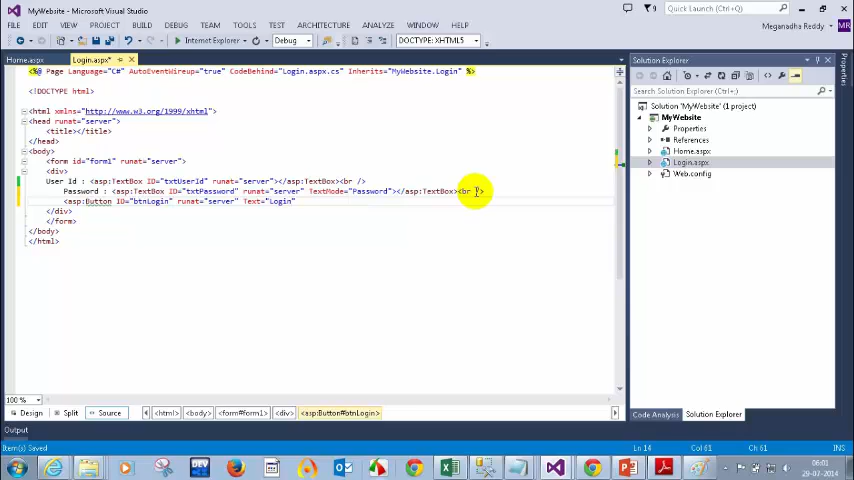 MyWebsite - Microsoft Visual Studio
9
Quick Launch (Ctrl+Q)
FILE EDIT VIEW PROJECT BUILD DEBUG TEAM TOOLS TEST ARCHITECTURE ANALYZE WINDOW HELP
Meganadha Reddy MR
Internet Explorer Debug DOCTYPE: XHTML5
Home.aspx Login.aspx*
<%@ Page Language="C#" AutoEventWireup="true" CodeBehind="Login.aspx.cs" Inherits="MyWebsite.Login" %>
<!DOCTYPE html>
<html xmlns="http://www.w3.org/1999/xhtml">
<head runat="server">
<title></title>
</head>
<body>
<form id="form1" runat="server">
<div>
User Id : <asp:TextBox ID="txtUserId" runat="server"></asp:TextBox><br />
Password : <asp:TextBox ID="txtPassword" runat="server" TextMode="Password"></asp:TextBox><br />
<asp:Button ID="btnLogin" runat="server" Text="Login"
</div>
</form>
</body>
</html>
100 %
Design Split Source <html> <body> <form#form1> <div> <asp:Button#btnLogin>
Output
Solution Explorer
Search Solution Explorer (Ctrl+;)
Solution 'MyWebsite' (1 project)
MyWebsite
Properties
References
Home.aspx
Login.aspx
Web.config
Code Analysis Solution Explorer
Properties
Item(s) Saved Ln 14 Col 61 Ch 61 INS
DEV
06:01
29-07-2014